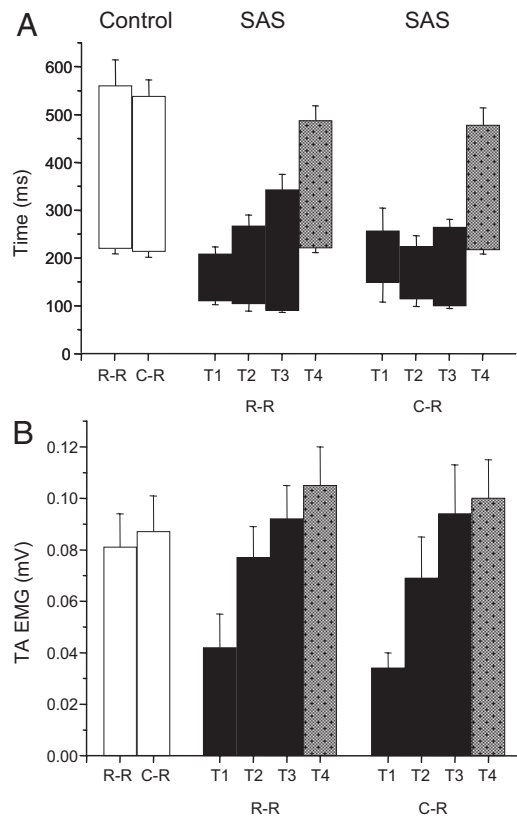 A
Control SAS SAS
600
500
400
300
200
100
0
Time (ms)
R-R C-R T1 T2 T3 T4 T1 T2 T3 T4
R-R C-R
B
0.12
0.10
0.08
0.06
0.04
0.02
0.00
TA EMG (mV)
R-R C-R T1 T2 T3 T4 T1 T2 T3 T4
R-R C-R